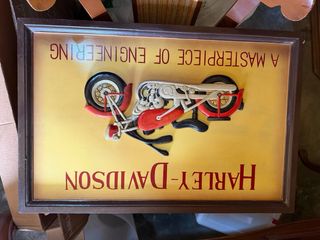 HARLEY-DAVIDSON
A MASTERPIECE OF ENGINEERING